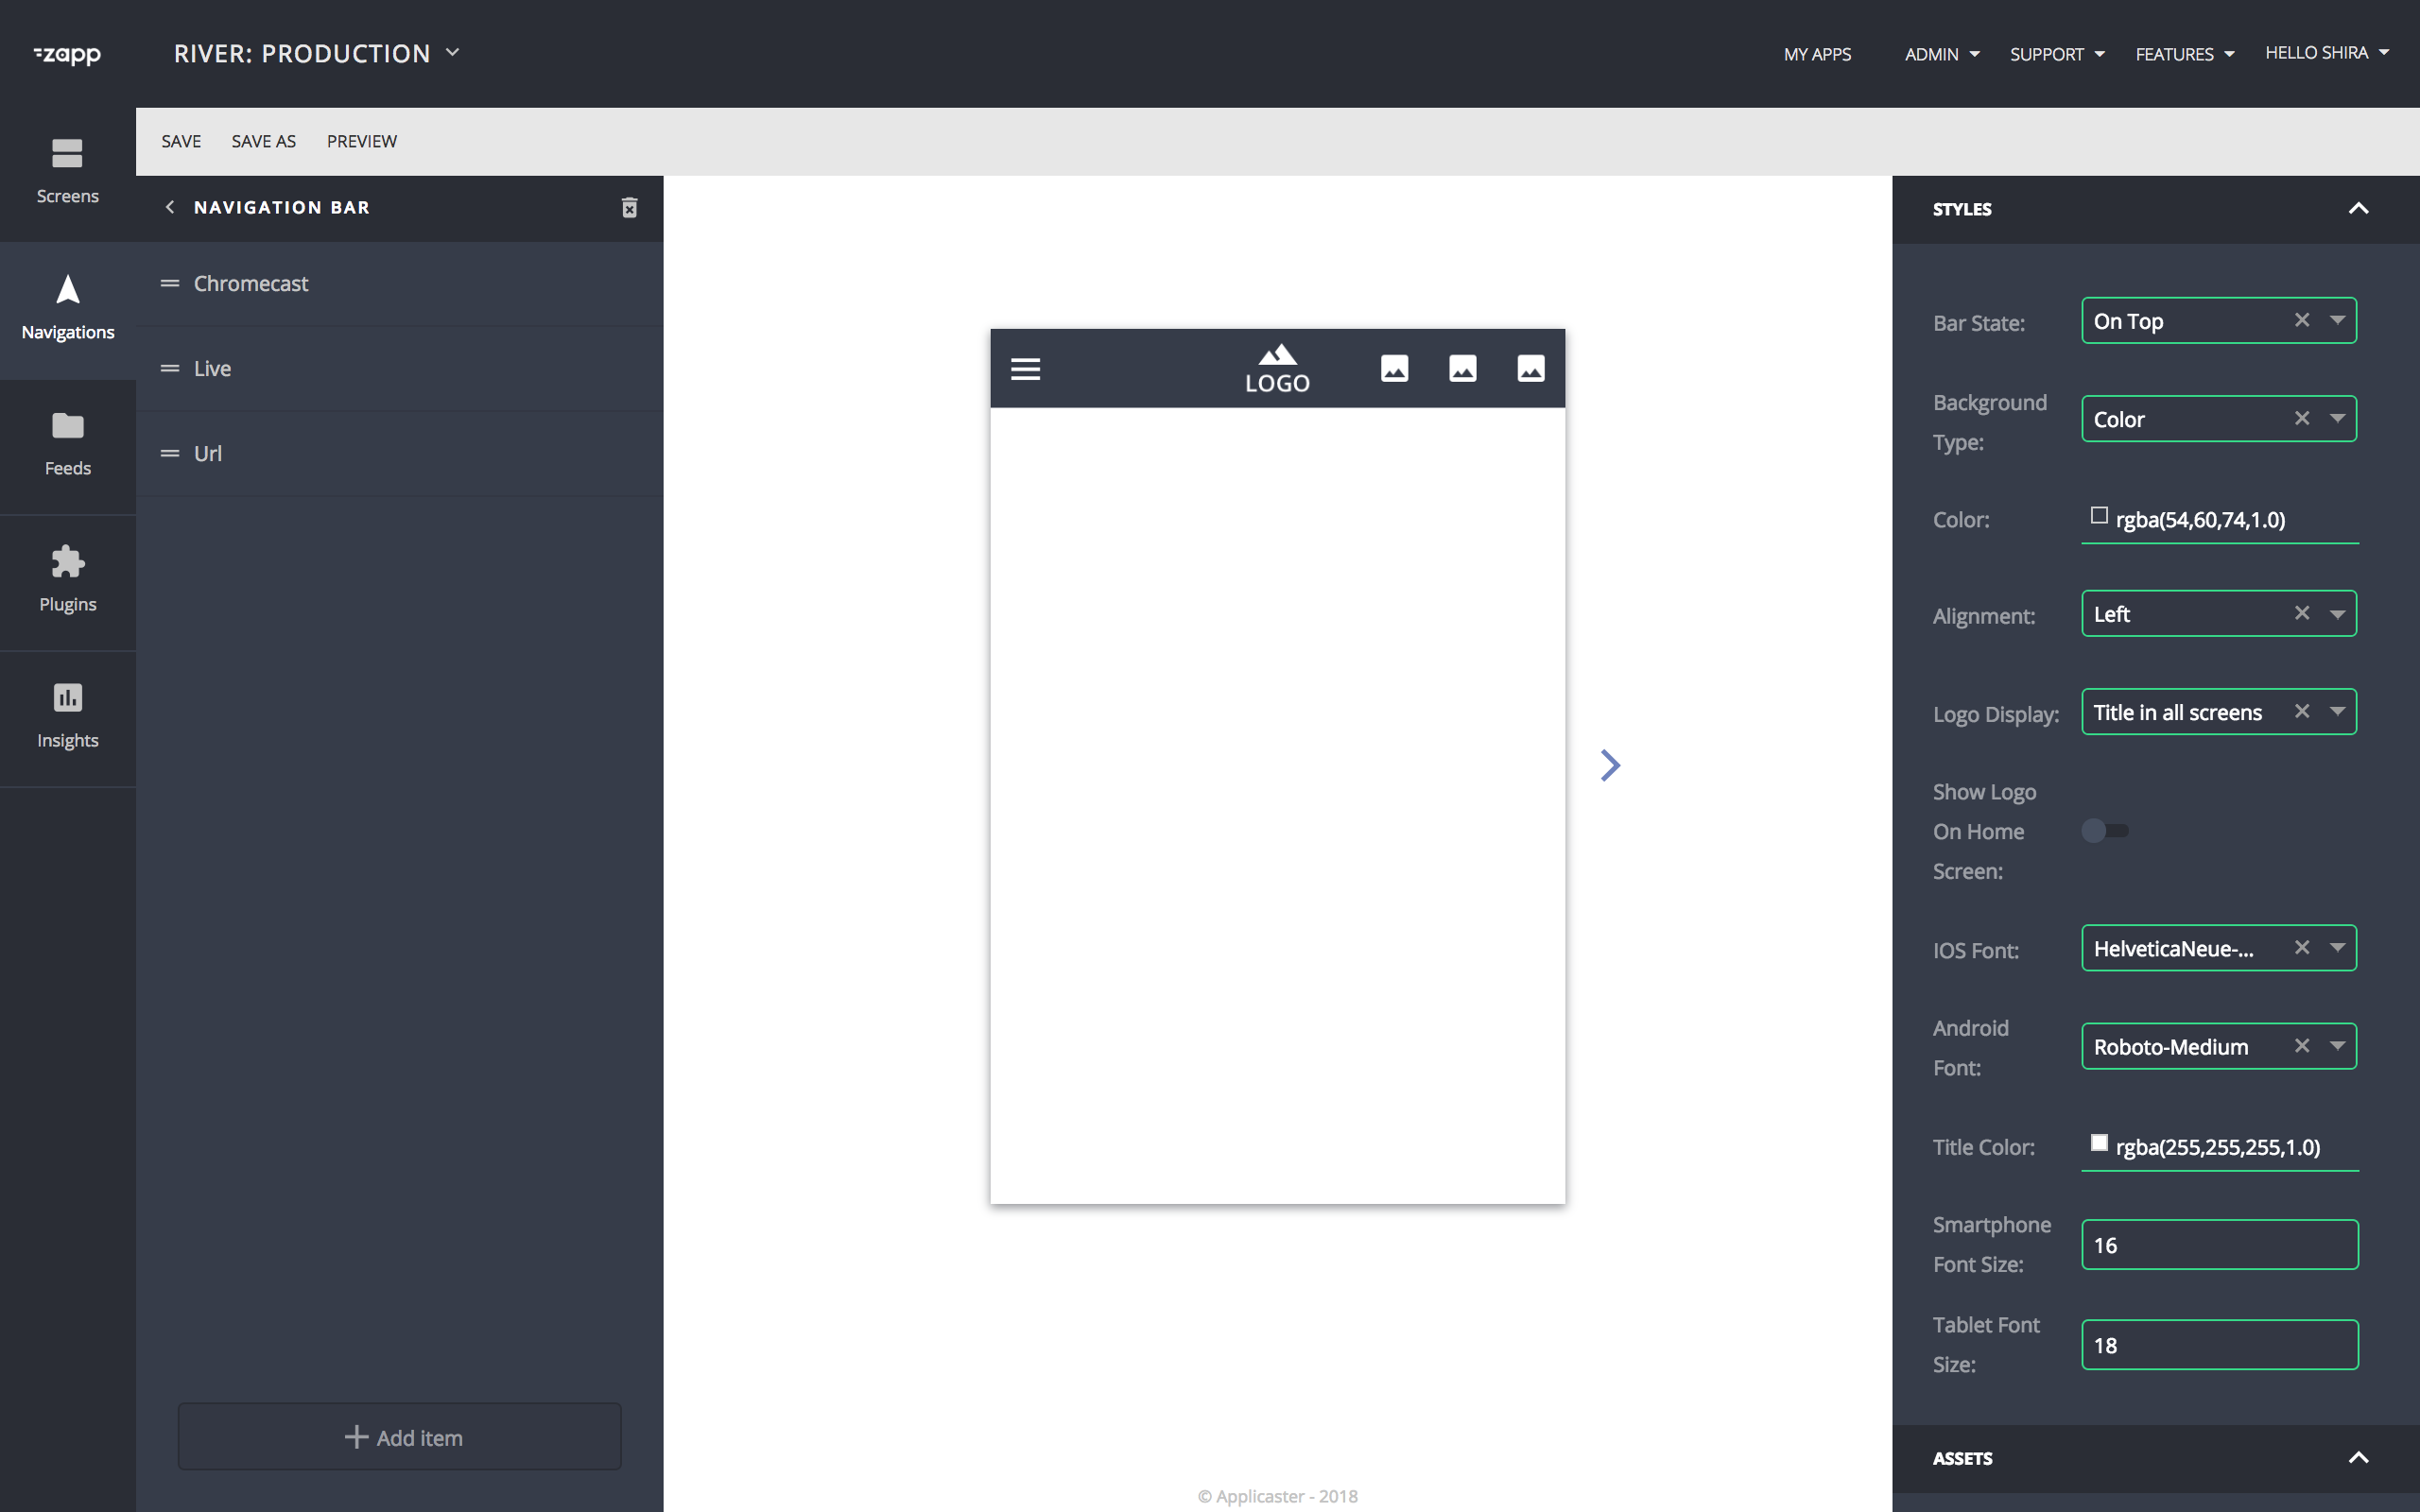 zapp
RIVER: PRODUCTION
MY APPS
ADMIN
SUPPORT
FEATURES
HELLO SHIRA
SAVE
SAVE AS
PREVIEW
Screens
Navigations
Feeds
Plugins
Insights
NAVIGATION BAR
Chromecast
Live
Url
Add item
LOGO
© Applicaster - 2018
STYLES
Bar State:
On Top
Background
Type:
Color
Color:
rgba(54,60,74,1.0)
Alignment:
Left
Logo Display:
Title in all screens
Show Logo
On Home
Screen:
IOS Font:
HelveticaNeue-...
Android
Font:
Roboto-Medium
Title Color:
rgba(255,255,255,1.0)
Smartphone
Font Size:
16
Tablet Font
Size:
18
ASSETS